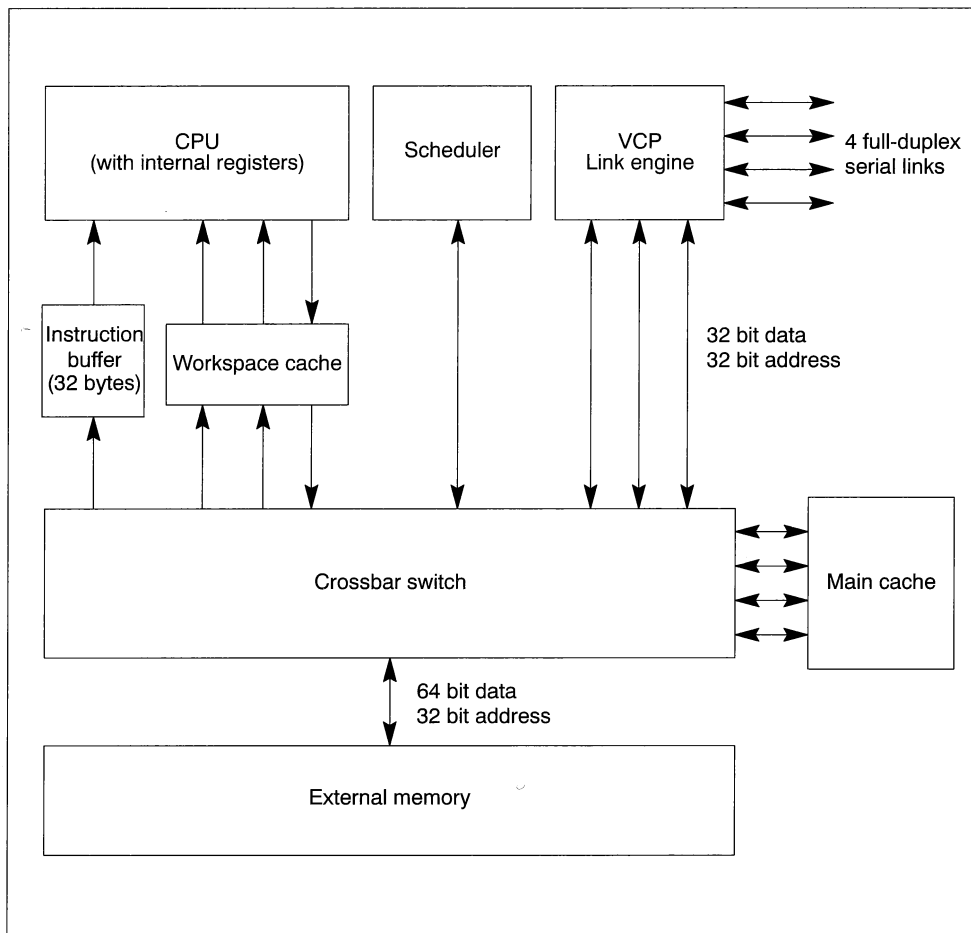 CPU
(with internal registers)
Scheduler
VCP
Link engine
4 full-duplex
serial links
Instruction
buffer
(32 bytes)
Workspace cache
32 bit data
32 bit address
Crossbar switch
Main cache
64 bit data
32 bit address
External memory